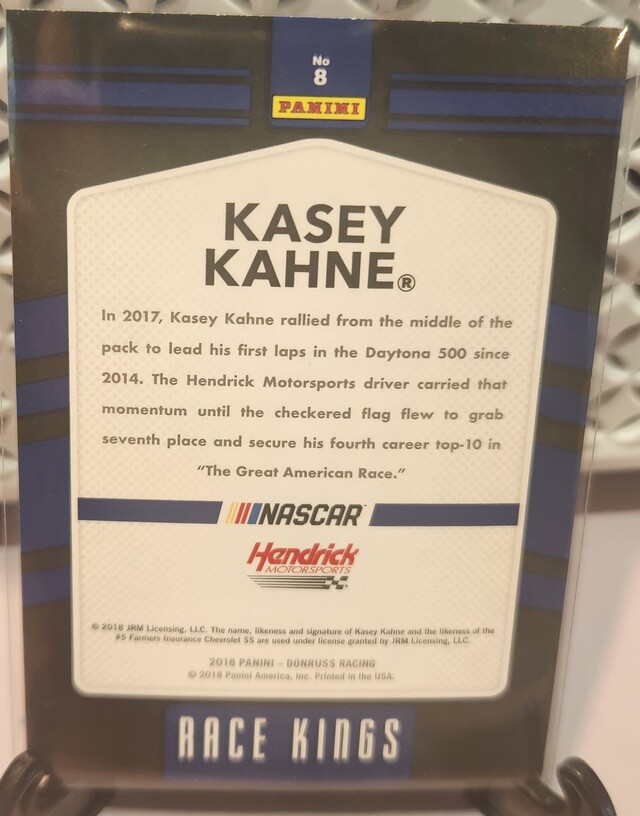 No
8
PANINI
KASEY
KAHNE®
In 2017, Kasey Kahne rallied from the middle of the
pack to lead his first laps in the Daytona 500 since
2014. The Hendrick Motorsports driver carried that
momentum until the checkered flag flew to grab
seventh place and secure his fourth career top-10 in
“The Great American Race.”
NASCAR
Hendrick
MOTORSPORTS
© 2018 JRM Licensing, LLC. The name, likeness and signature of Kasey Kahne and the likeness of the
#5 Farmers Insurance Chevrolet SS are used under license granted by JRM Licensing, LLC.
2018 PANINI – DONRUSS RACING
© 2018 Panini America, Inc. Printed in the USA.
RACE KINGS